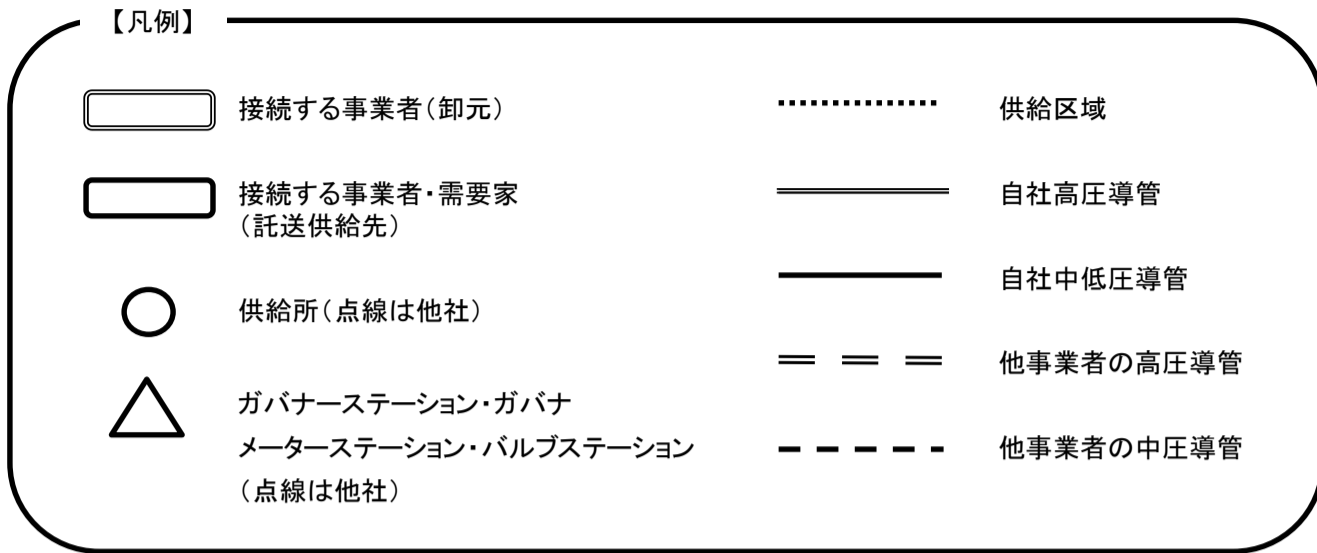 【凡例】
接続する事業者(卸元)
接続する事業者・需要家
(託送供給先)
供給所(点線は他社)
ガバナーステーション・ガバナ
メーターステーション・バルブステーション
(点線は他社)
供給区域
自社高圧導管
自社中低圧導管
他事業者の高圧導管
他事業者の中圧導管